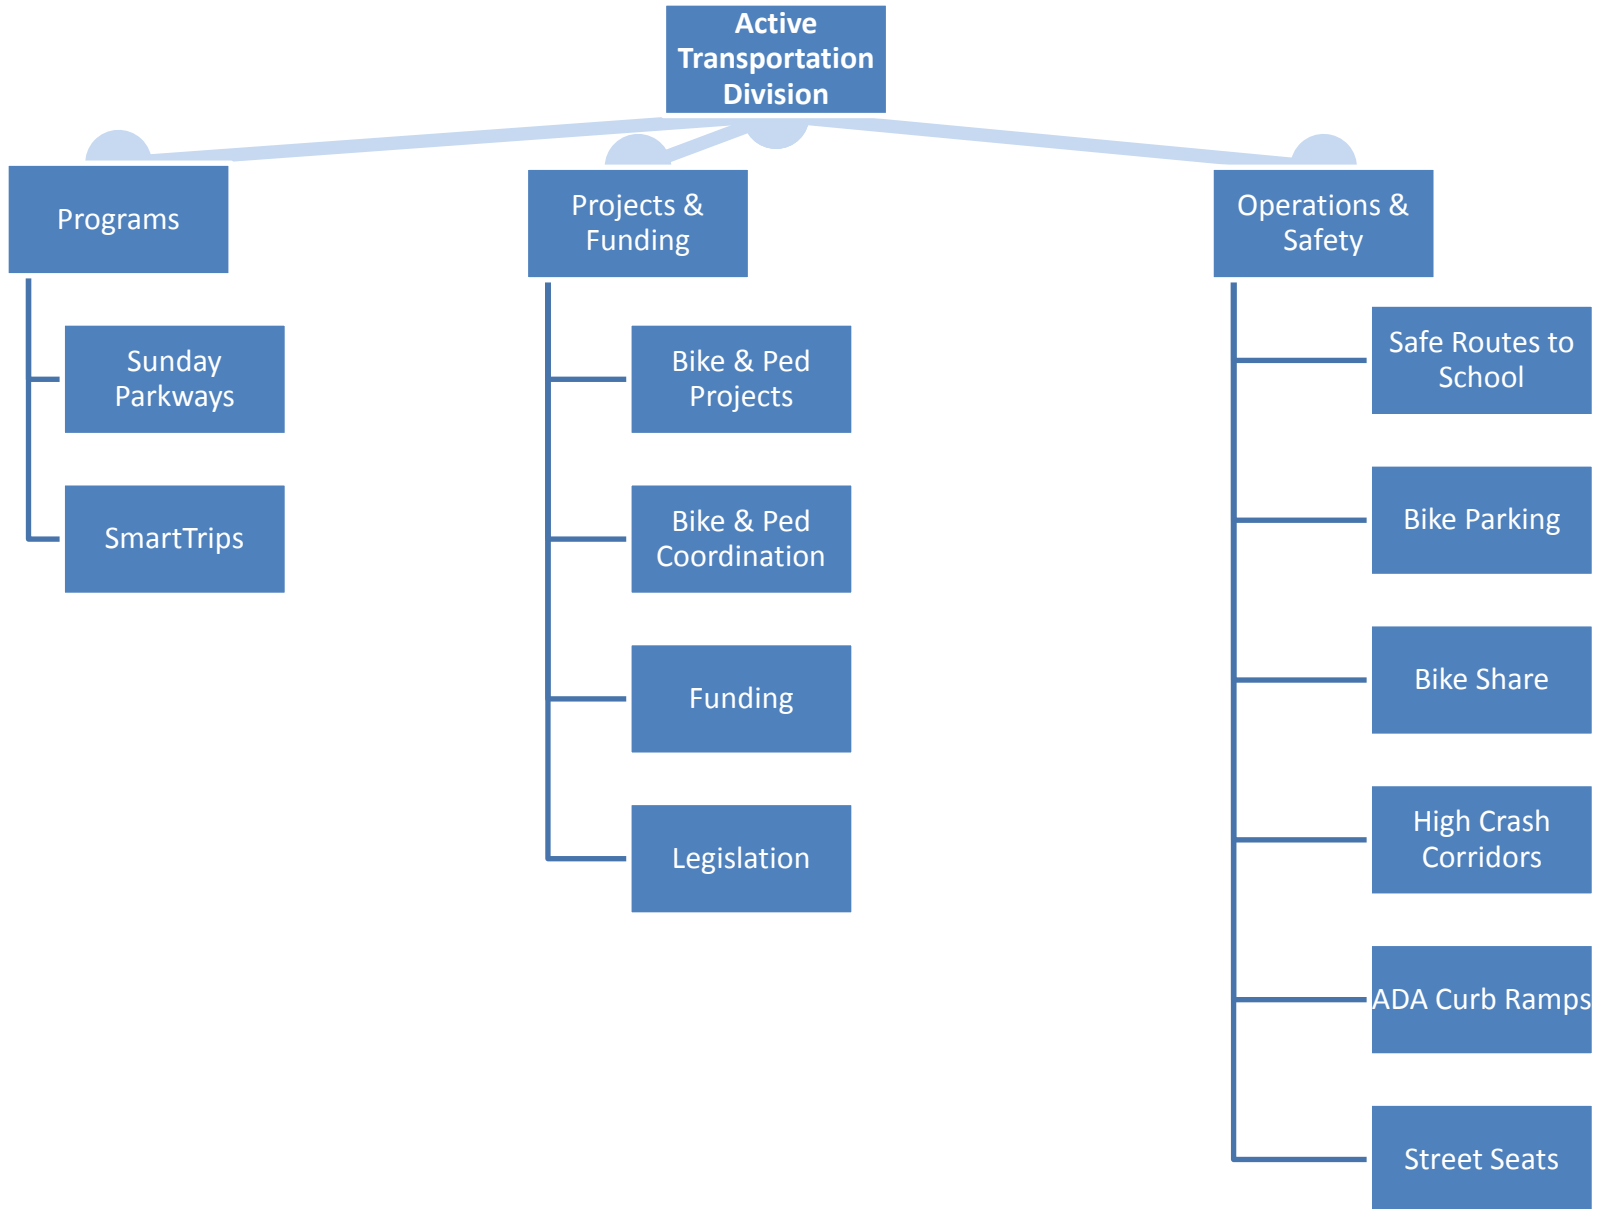 Active
Transportation
Division
Programs
Projects &
Funding
Operations &
Safety
Sunday
Parkways
SmartTrips
Bike & Ped
Projects
Bike & Ped
Coordination
Funding
Legislation
Safe Routes to
School
Bike Parking
Bike Share
High Crash
Corridors
ADA Curb Ramps
Street Seats